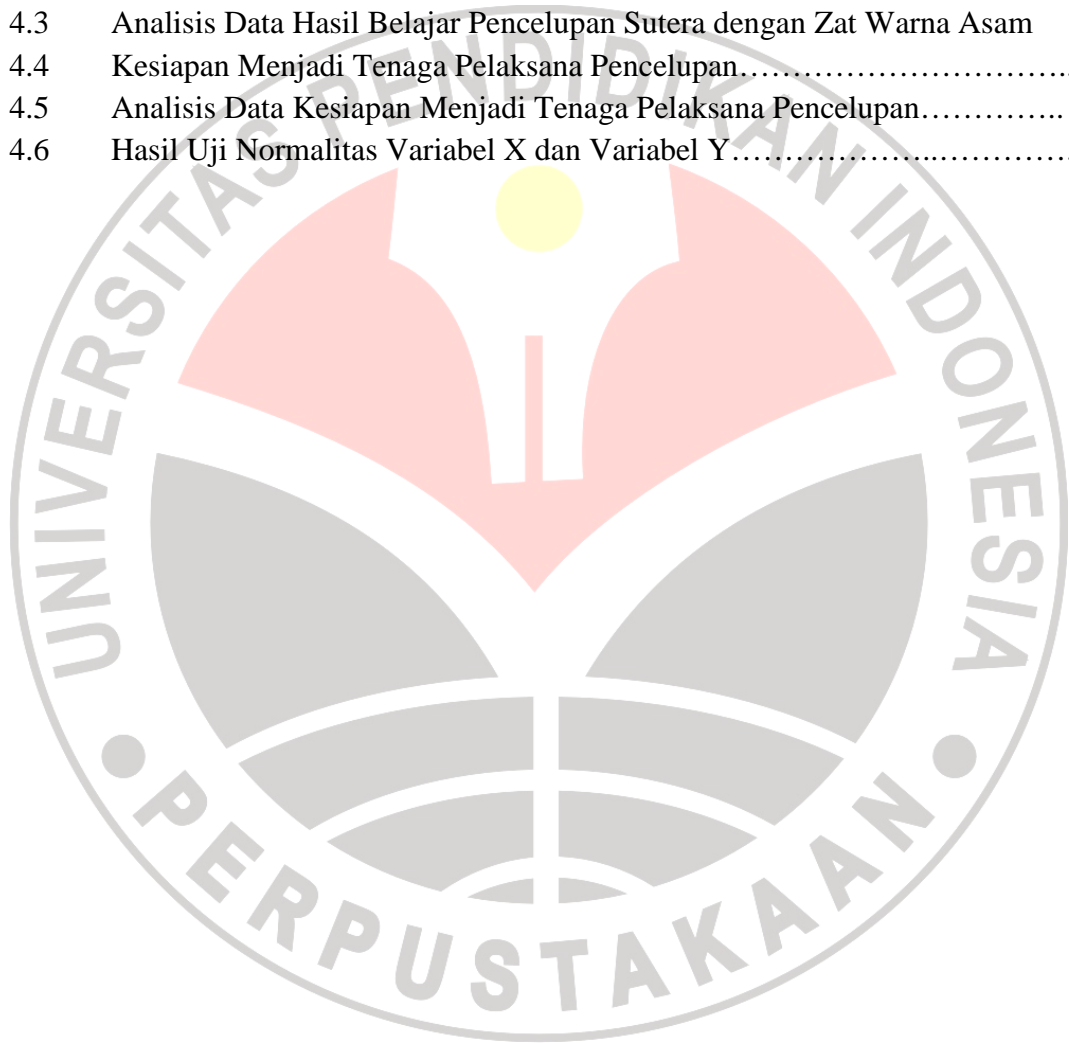 4.3 Analisis Data Hasil Belajar Pencelupan Sutera dengan Zat Warna Asam
4.4 Kesiapan Menjadi Tenaga Pelaksana Pencelupan…………………………..
4.5 Analisis Data Kesiapan Menjadi Tenaga Pelaksana Pencelupan…………..
4.6 Hasil Uji Normalitas Variabel X dan Variabel Y………………..………….
UNIVERSITAS PENDIDIKAN INDONESIA
PERPUSTAKAAN